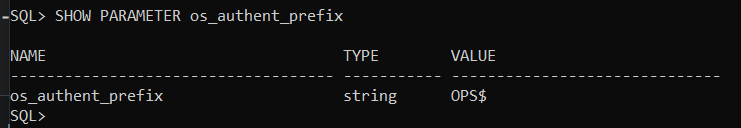 SQL> SHOW PARAMETER os_authent_prefix
NAME TYPE VALUE
------------------------------------ ----------- ------------------------------
os_authent_prefix string OPS$
SQL>